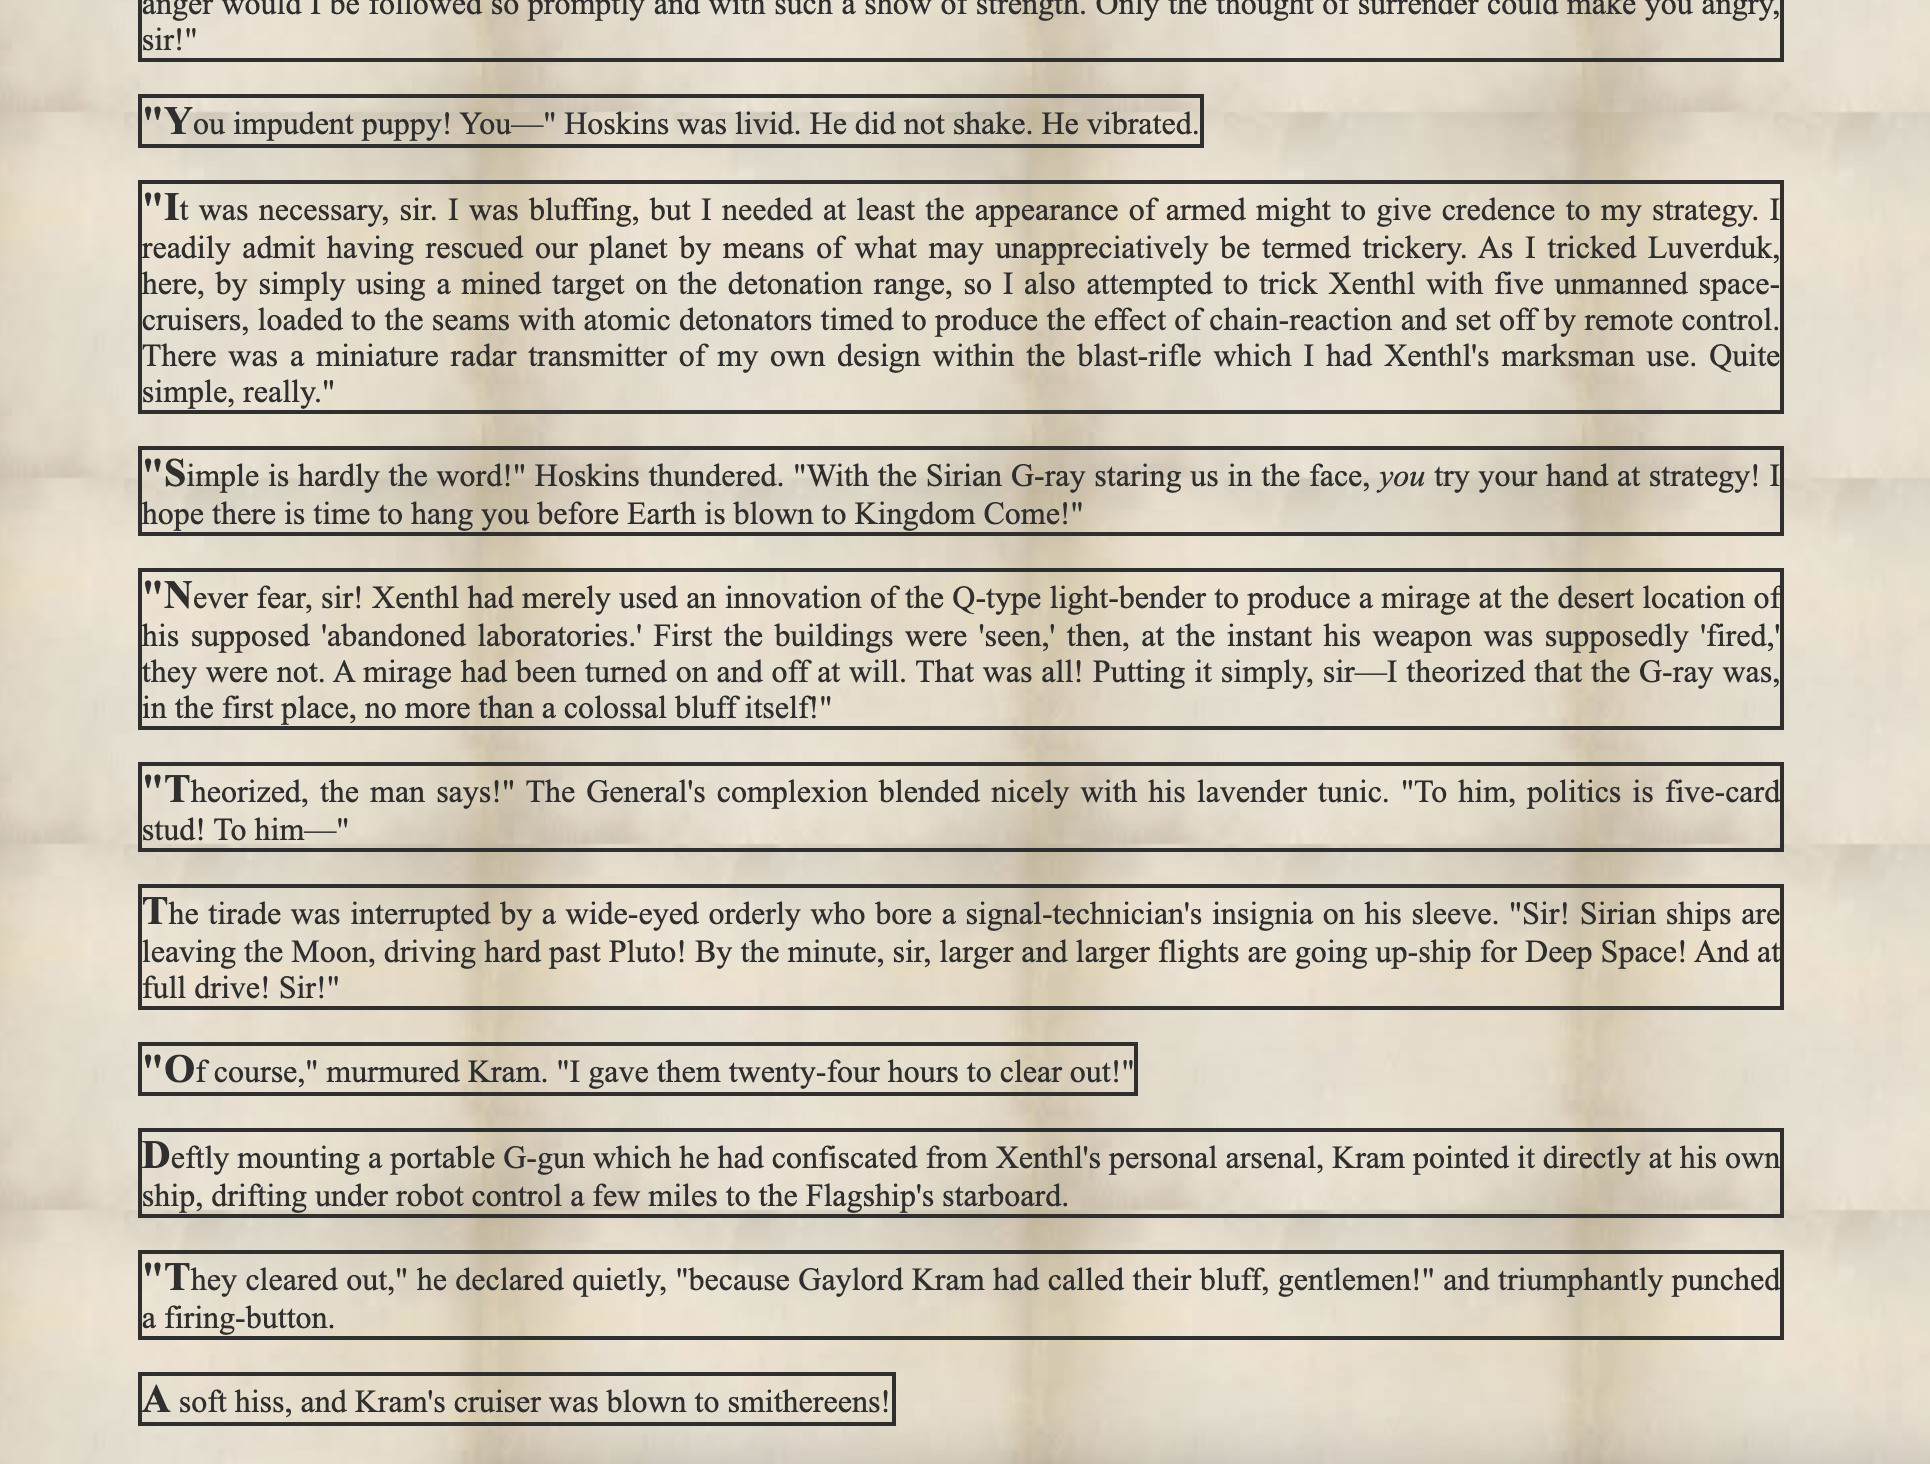 anger would I be followed so promptly and with such a show of strength. Only the thought of surrender could make you angry,
sir!"
"You impudent puppy! You—" Hoskins was livid. He did not shake. He vibrated.
"It was necessary, sir. I was bluffing, but I needed at least the appearance of armed might to give credence to my strategy. I
readily admit having rescued our planet by means of what may unappreciatively be termed trickery. As I tricked Luverduk,
here, by simply using a mined target on the detonation range, so I also attempted to trick Xenthl with five unmanned space-
cruisers, loaded to the seams with atomic detonators timed to produce the effect of chain-reaction and set off by remote control.
There was a miniature radar transmitter of my own design within the blast-rifle which I had Xenthl's marksman use. Quite
simple, really."
"Simple is hardly the word!" Hoskins thundered. "With the Sirian G-ray staring us in the face, you try your hand at strategy! I
hope there is time to hang you before Earth is blown to Kingdom Come!"
"Never fear, sir! Xenthl had merely used an innovation of the Q-type light-bender to produce a mirage at the desert location of
his supposed 'abandoned laboratories.' First the buildings were 'seen,' then, at the instant his weapon was supposedly 'fired,'
they were not. A mirage had been turned on and off at will. That was all! Putting it simply, sir—I theorized that the G-ray was,
in the first place, no more than a colossal bluff itself!"
"Theorized, the man says!" The General's complexion blended nicely with his lavender tunic. "To him, politics is five-card
stud! To him—"
The tirade was interrupted by a wide-eyed orderly who bore a signal-technician's insignia on his sleeve. "Sir! Sirian ships are
leaving the Moon, driving hard past Pluto! By the minute, sir, larger and larger flights are going up-ship for Deep Space! And at
full drive! Sir!"
"Of course," murmured Kram. "I gave them twenty-four hours to clear out!"
Deftly mounting a portable G-gun which he had confiscated from Xenthl's personal arsenal, Kram pointed it directly at his own
ship, drifting under robot control a few miles to the Flagship's starboard.
"They cleared out," he declared quietly, "because Gaylord Kram had called their bluff, gentlemen!" and triumphantly punched
a firing-button.
A soft hiss, and Kram's cruiser was blown to smithereens!